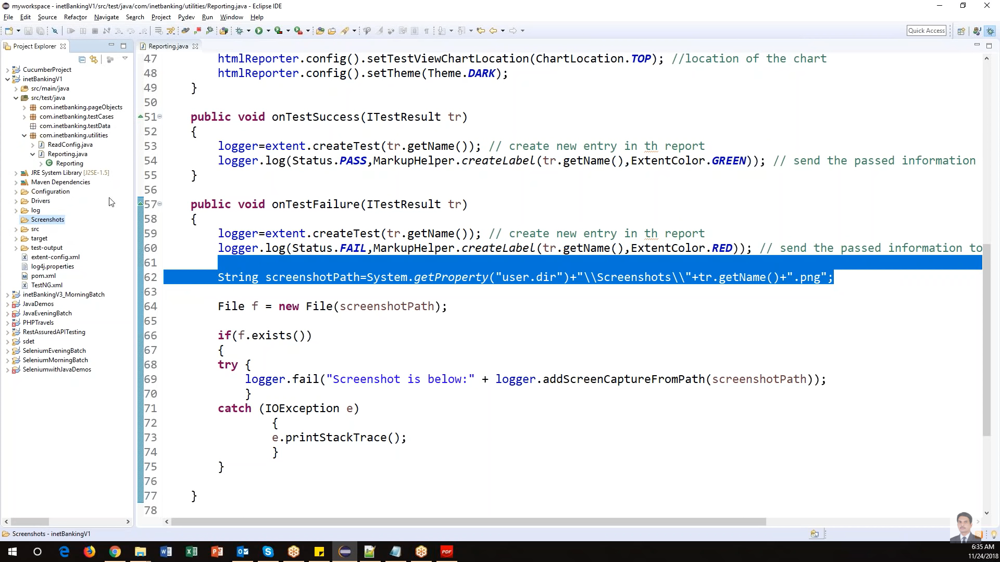 myworkspace - inetBankingV1/src/test/java/com/inetbanking/utilities/Reporting.java - Eclipse IDE
File Edit Source Refactor Navigate Search Project Pydev Run Window Help
Quick Access
Project Explorer
CucumberProject
inetBankingV1
src/main/java
src/test/java
com.inetbanking.pageObjects
com.inetbanking.testCases
com.inetbanking.testData
com.inetbanking.utilities
ReadConfig.java
Reporting.java
Reporting
JRE System Library [J2SE-1.5]
Maven Dependencies
Configuration
Drivers
log
Screenshots
src
target
test-output
extent-config.xml
log4j.properties
pom.xml
TestNG.xml
inetBankingV3_MorningBatch
JavaDemos
JavaEveningBatch
PHPTravels
RestAssuredAPITesting
sdet
SeleniumEveningBatch
SeleniumMorningBatch
SeleniumwithJavaDemos
Reporting.java
47 htmlReporter.config().setTestViewChartLocation(ChartLocation.TOP); //location of the chart
48 htmlReporter.config().setTheme(Theme.DARK);
49 }
50
51 public void onTestSuccess(ITestResult tr)
52 {
53 logger=extent.createTest(tr.getName()); // create new entry in th report
54 logger.log(Status.PASS,MarkupHelper.createLabel(tr.getName(),ExtentColor.GREEN)); // send the passed information
55 }
56
57 public void onTestFailure(ITestResult tr)
58 {
59 logger=extent.createTest(tr.getName()); // create new entry in th report
60 logger.log(Status.FAIL,MarkupHelper.createLabel(tr.getName(),ExtentColor.RED)); // send the passed information to
61
62 String screenshotPath=System.getProperty("user.dir")+"\\Screenshots\\"+tr.getName()+".png";
63
64 File f = new File(screenshotPath);
65
66 if(f.exists())
67 {
68 try {
69 logger.fail("Screenshot is below:" + logger.addScreenCaptureFromPath(screenshotPath));
70 }
71 catch (IOException e)
72 {
73 e.printStackTrace();
74 }
75 }
76
77 }
78
Screenshots - inetBankingV1
PDF
6:35 AM
11/24/2018